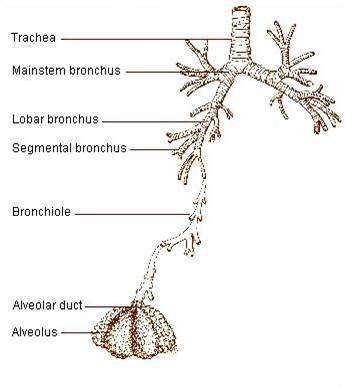 Trachea
Mainstem bronchus
Lobar bronchus
Segmental bronchus
Bronchiole
Alveolar duct
Alveolus